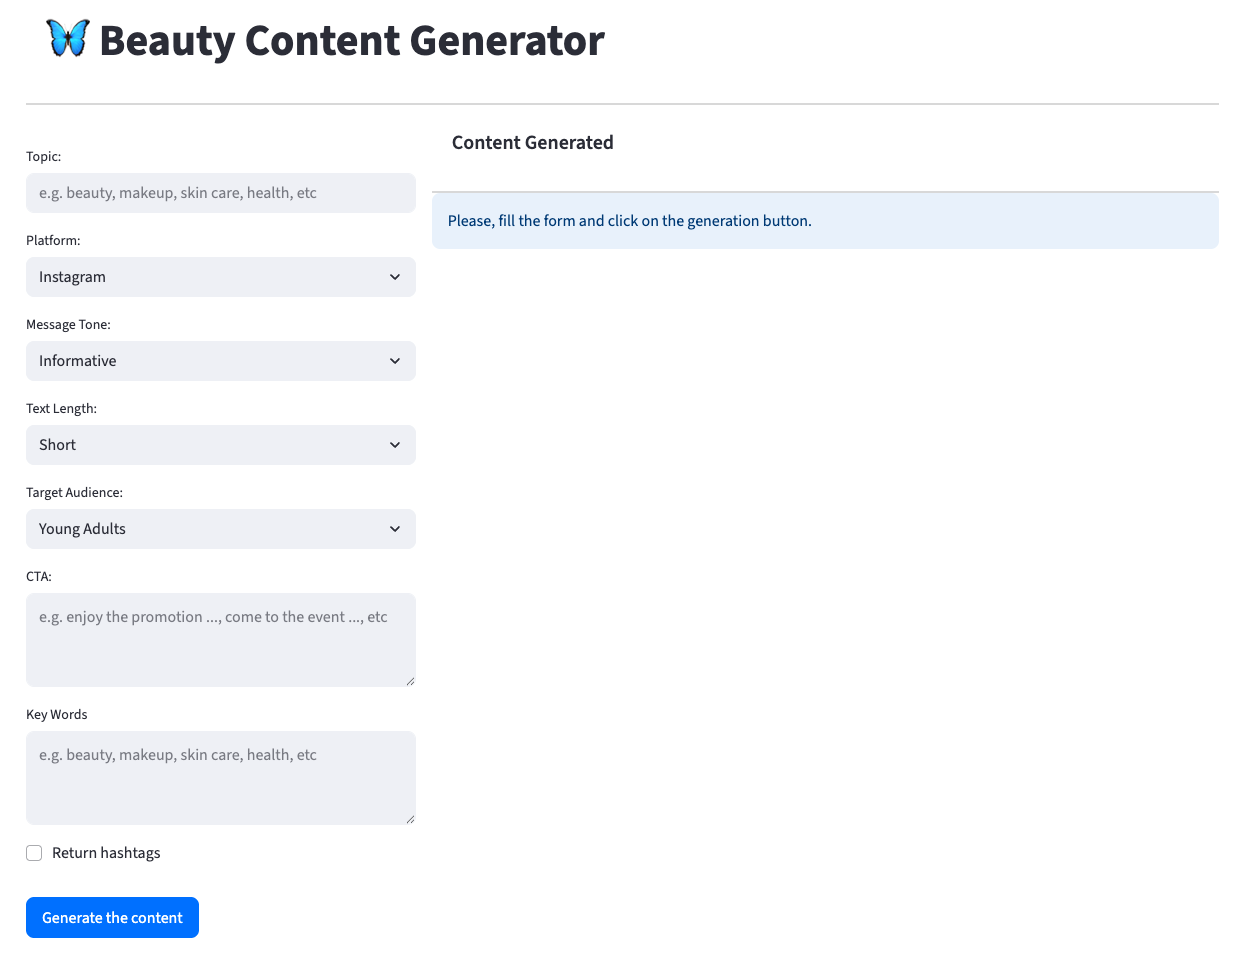 Beauty Content Generator
Topic:
e.g. beauty, makeup, skin care, health, etc
Platform:
Instagram
Message Tone:
Informative
Text Length:
Short
Target Audience:
Young Adults
CTA:
e.g. enjoy the promotion ..., come to the event ..., etc
Key Words
e.g. beauty, makeup, skin care, health, etc
Return hashtags
Generate the content
Content Generated
Please, fill the form and click on the generation button.